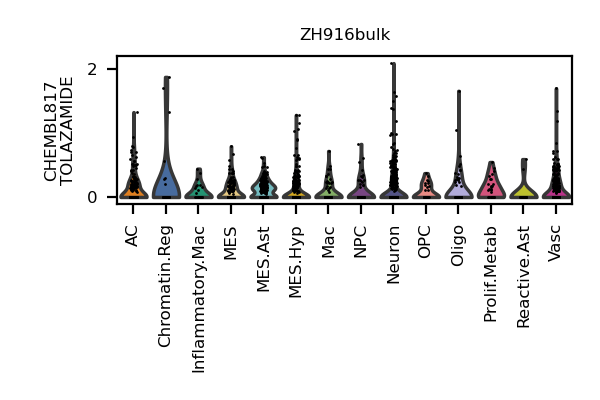 ZH916bulk
CHEMBL817
TOLAZAMIDE
2
0
AC
Chromatin.Reg
Inflammatory.Mac
MES
MES.Ast
MES.Hyp
Mac
NPC
Neuron
OPC
Oligo
Prolif.Metab
Reactive.Ast
Vasc